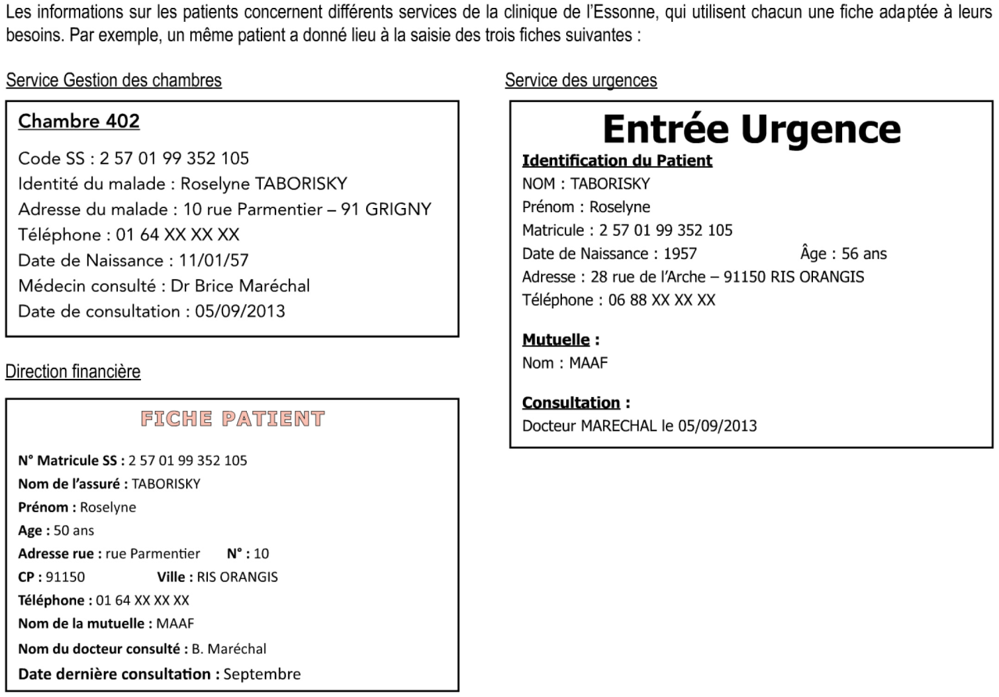 Les informations sur les patients concernent différents services de la clinique de l'Essonne, qui utilisent chacun une fiche adaptée à leurs
besoins. Par exemple, un même patient a donné lieu à la saisie des trois fiches suivantes :
Service Gestion des chambres
Chambre 402
Code SS : 2 57 01 99 352 105
Identité du malade : Roselyne TABORISKY
Adresse du malade : 10 rue Parmentier – 91 GRIGNY
Téléphone : 01 64 XX XX XX
Date de Naissance : 11/01/57
Médecin consulté : Dr Brice Maréchal
Date de consultation : 05/09/2013
Service des urgences
Entrée Urgence
Identification du Patient
NOM : TABORISKY
Prénom : Roselyne
Matricule : 2 57 01 99 352 105
Date de Naissance : 1957 Âge : 56 ans
Adresse : 28 rue de l'Arche – 91150 RIS ORANGIS
Téléphone : 06 88 XX XX XX
Mutuelle :
Nom : MAAF
Consultation :
Docteur MARECHAL le 05/09/2013
Direction financière
FICHE PATIENT
N° Matricule SS : 2 57 01 99 352 105
Nom de l'assuré : TABORISKY
Prénom : Roselyne
Age : 50 ans
Adresse rue : rue Parmentier N° : 10
CP : 91150 Ville : RIS ORANGIS
Téléphone : 01 64 XX XX XX
Nom de la mutuelle : MAAF
Nom du docteur consulté : B. Maréchal
Date dernière consultation : Septembre